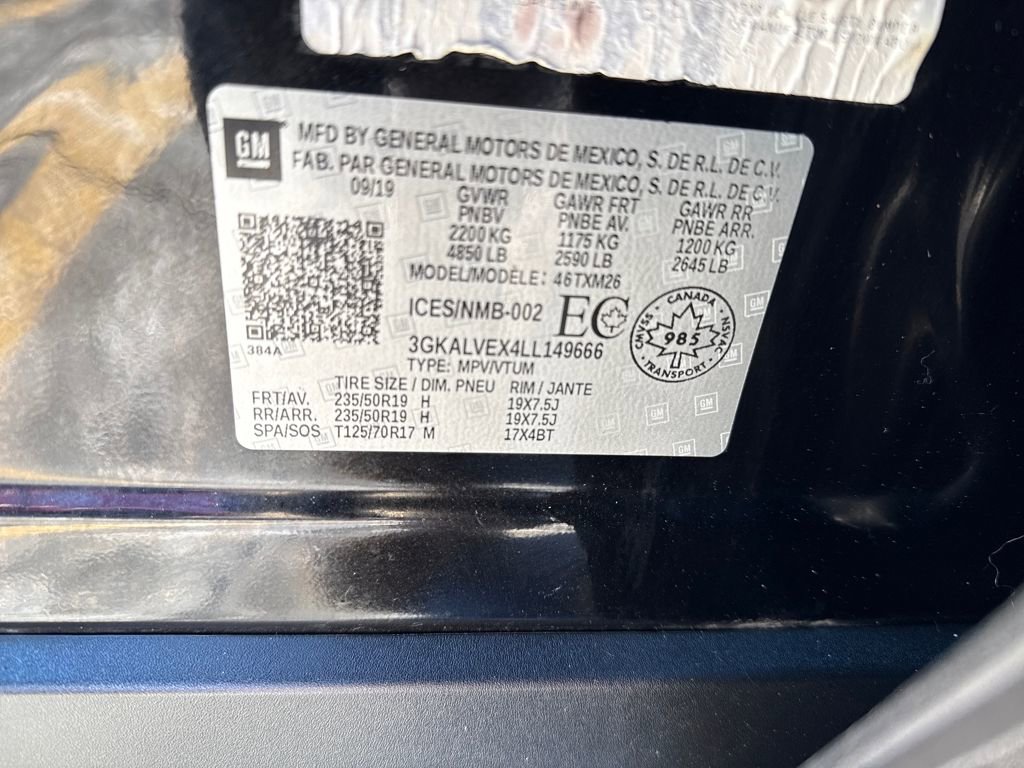 GM
MFD BY GENERAL MOTORS DE MEXICO, S. DE R.L. DE C.V.
FAB. PAR GENERAL MOTORS DE MEXICO, S. DE R.L. DE C.V.
09/19 GVWR GAWR FRT GAWR RR
PNBV PNBE AV. PNBE ARR.
2200 KG 1175 KG 1200 KG
4850 LB 2590 LB 2645 LB
MODEL/MODÈLE: 46TXM26
ICES/NMB-002 EC
CANADA
CMVSS 985 NSVAC
TRANSPORT
384A
3GKALVEX4LL149666
TYPE: MPV/VTUM
TIRE SIZE / DIM. PNEU RIM / JANTE
FRT/AV. 235/50R19 H 19X7.5J
RR/ARR. 235/50R19 H 19X7.5J
SPA/SOS T125/70R17 M 17X4BT